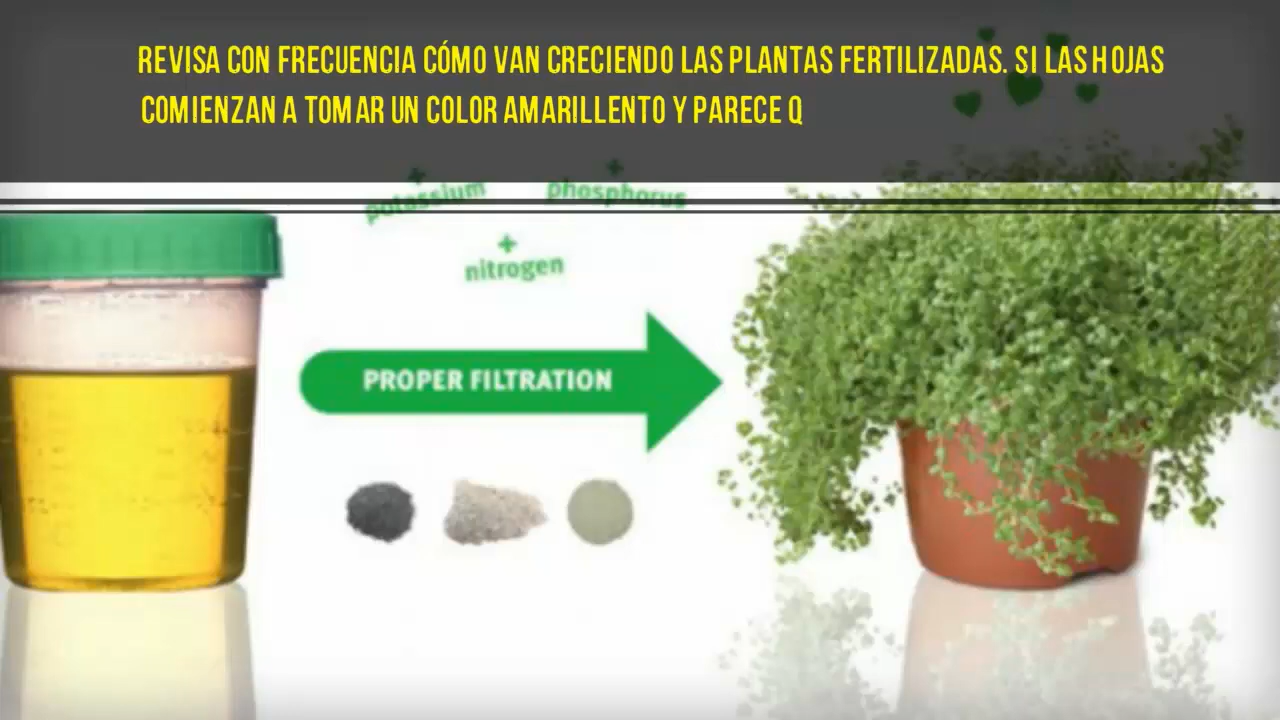 REVISA CON FRECUENCIA CÓMO VAN CRECIENDO LAS PLANTAS FERTILIZADAS. SI LAS HOJAS
COMIENZAN A TOMAR UN COLOR AMARILLENTO Y PARECE Q
+ +
potassium phosphorus
+
nitrogen
PROPER FILTRATION